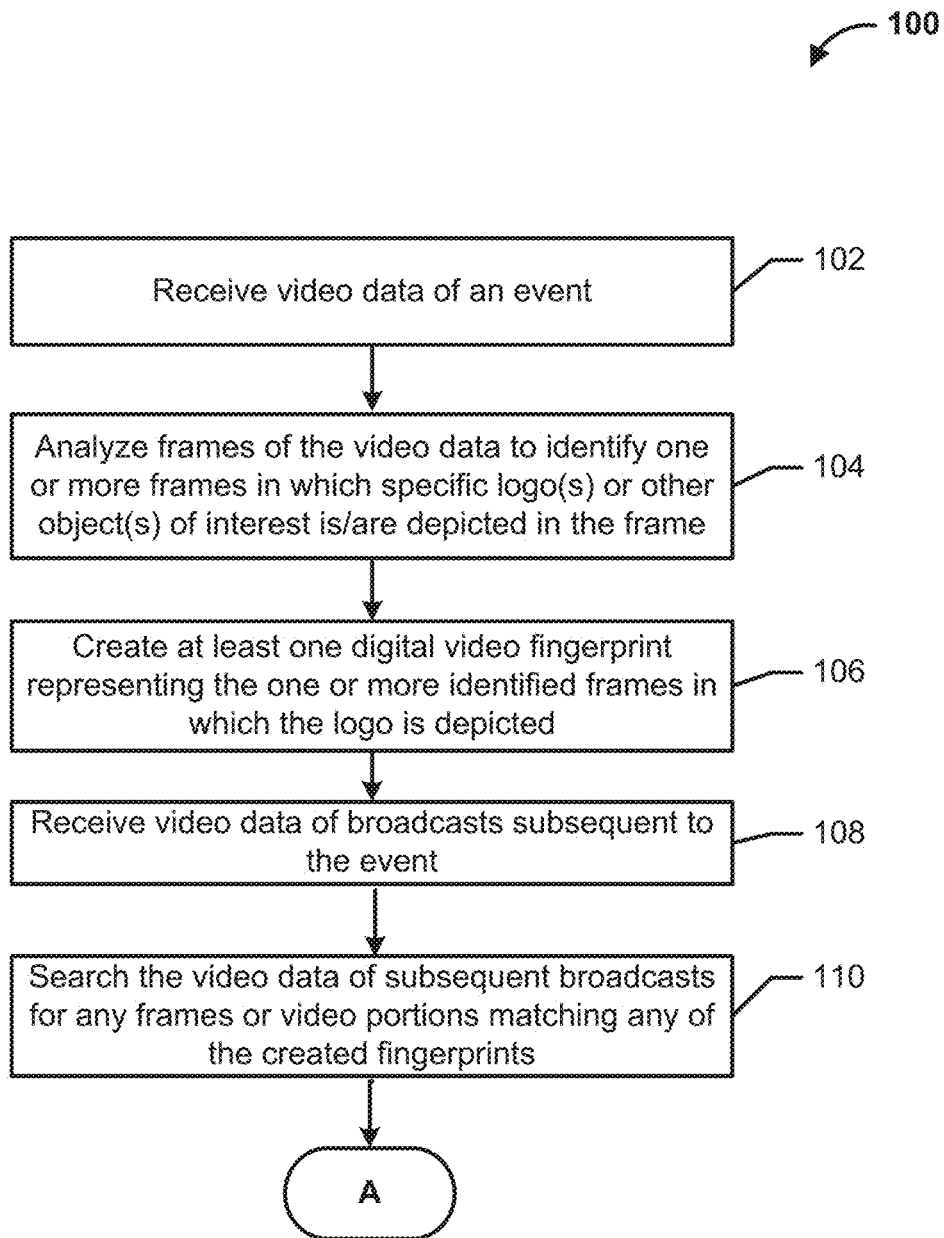 100
Receive video data of an event
102
Analyze frames of the video data to identify one
or more frames in which specific logo(s) or other
object(s) of interest is/are depicted in the frame
104
Create at least one digital video fingerprint
representing the one or more identified frames in
which the logo is depicted
106
Receive video data of broadcasts subsequent to
the event
108
Search the video data of subsequent broadcasts
for any frames or video portions matching any of
the created fingerprints
110
A